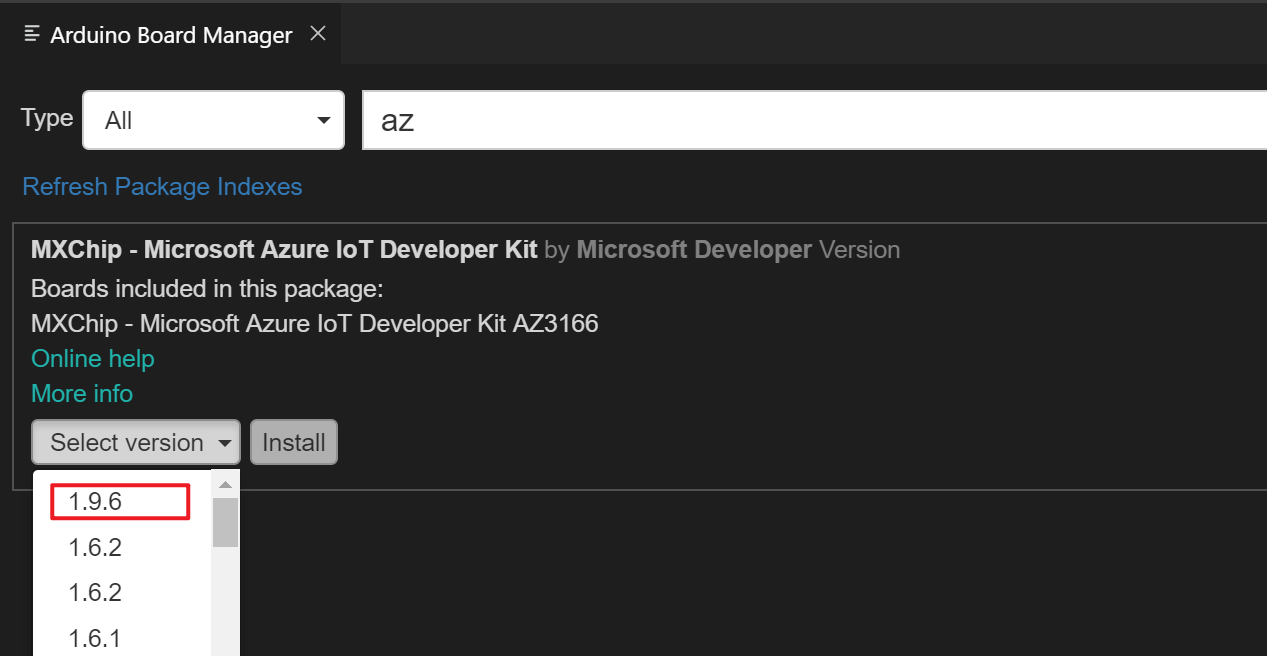 Arduino Board Manager
Type All az
Refresh Package Indexes
MXChip - Microsoft Azure IoT Developer Kit by Microsoft Developer Version
Boards included in this package:
MXChip - Microsoft Azure IoT Developer Kit AZ3166
Online help
More info
Select version Install
1.9.6
1.6.2
1.6.2
1.6.1